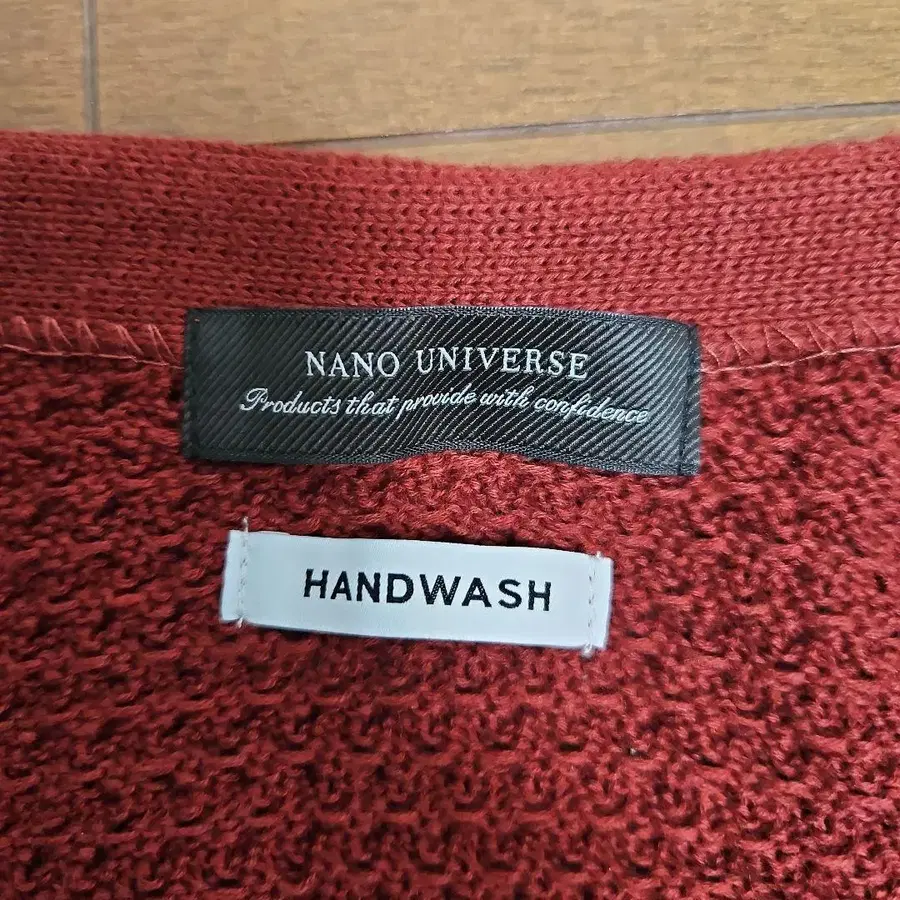 NANO UNIVERSE
Products that provide with confidence
HANDWASH